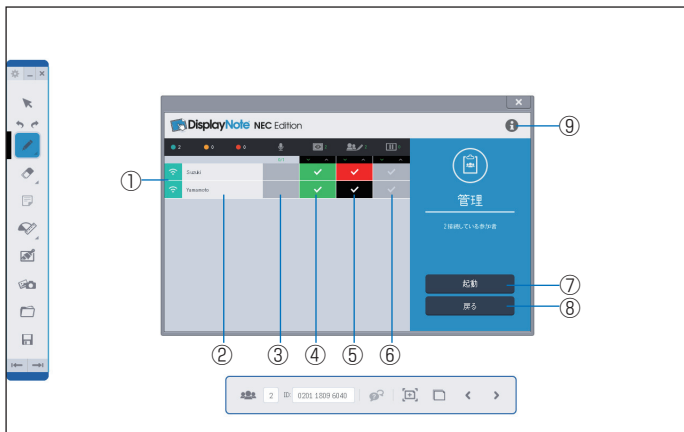 DisplayNote NEC Edition
⑨
2 0 0
0/1
① Suzuki
Yamamoto
管理
2 接続している参加者
起動 ⑦
戻る ⑧
② ③ ④ ⑤ ⑥
2 ID: 0201 1809 6040